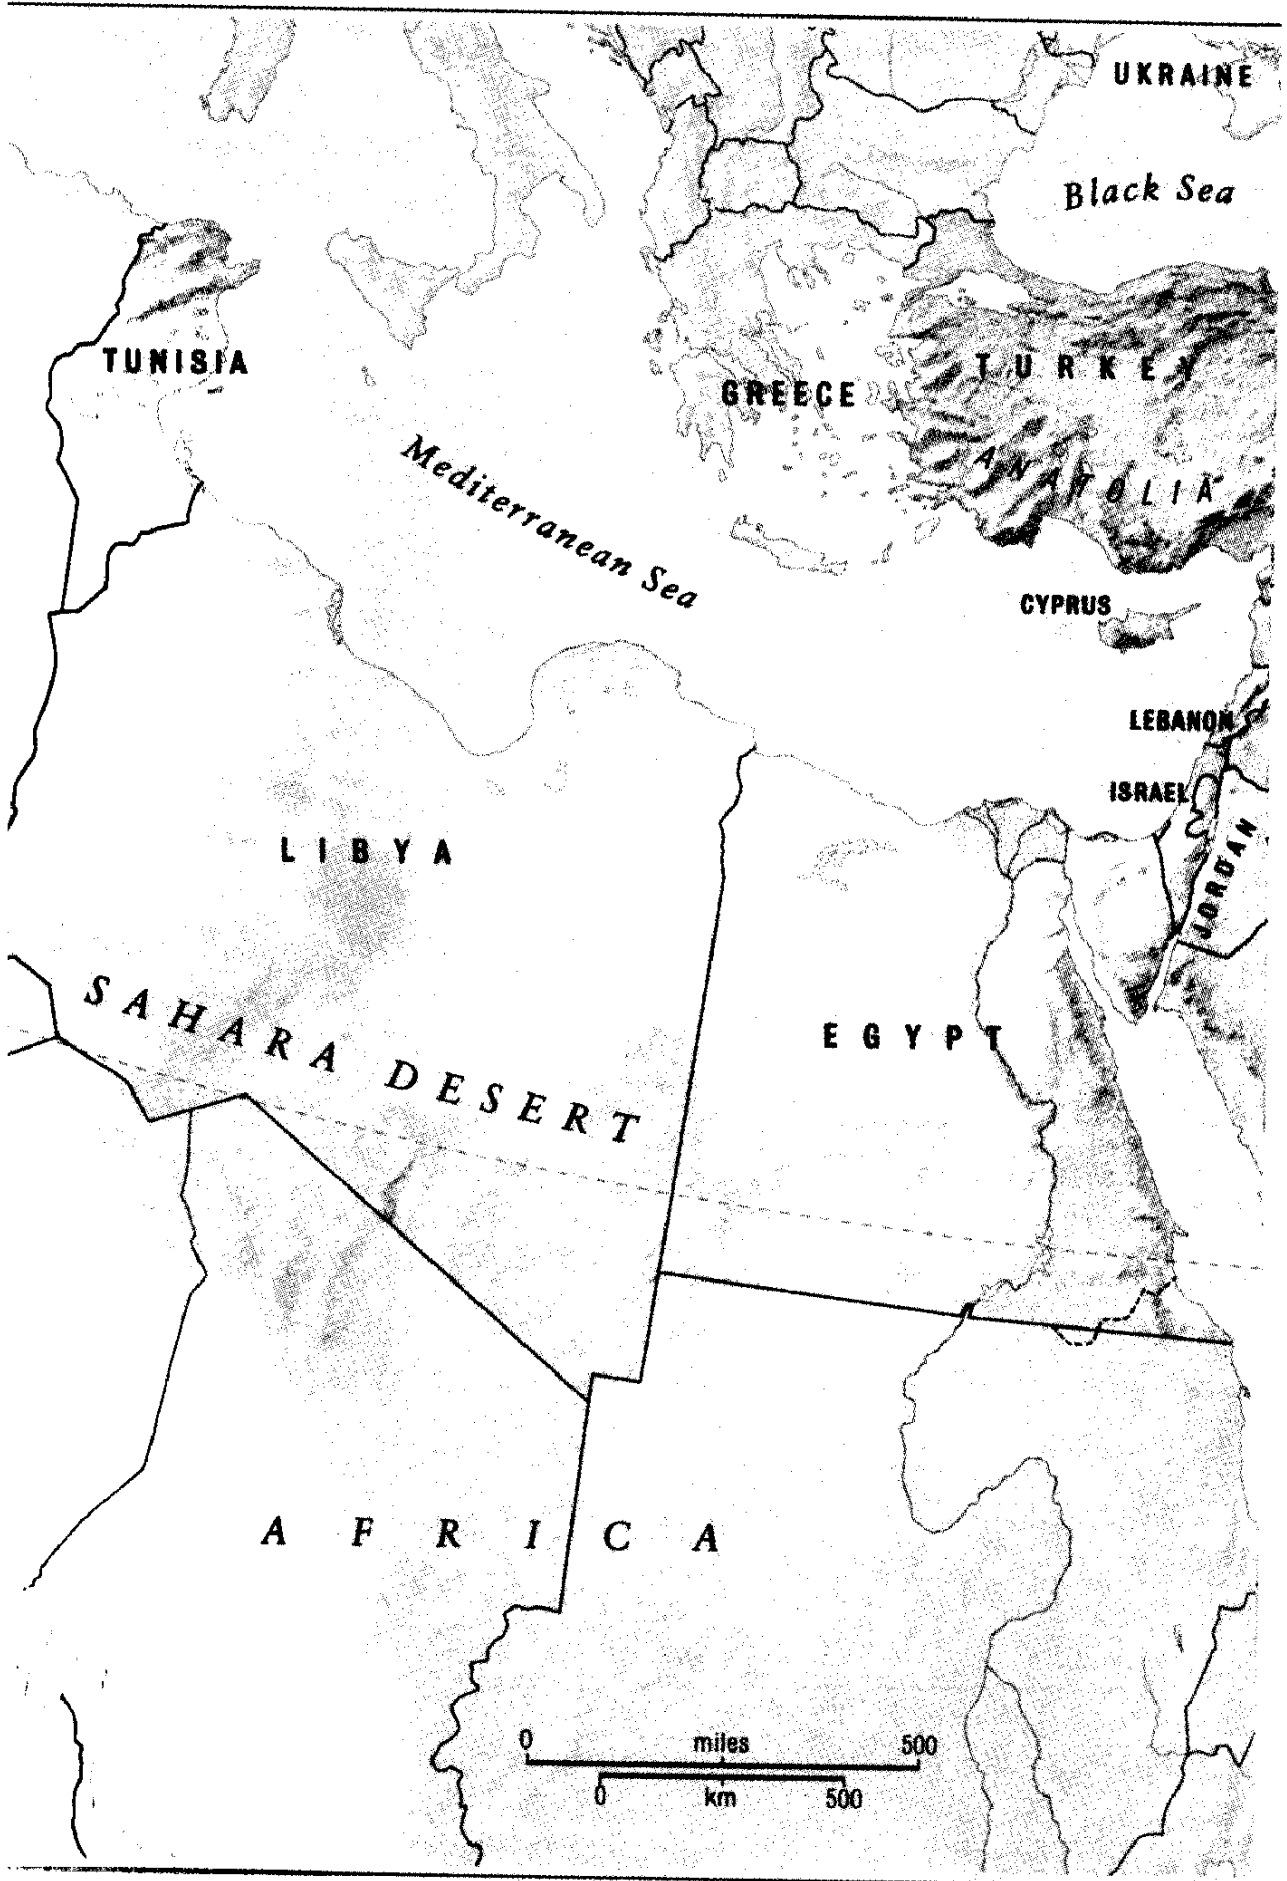 UKRAINE
Black Sea
TUNISIA
TURKEY
GREECE
ANATOLIA
Mediterranean Sea
CYPRUS
LEBANON
ISRAEL
JORDAN
LIBYA
SAHARA DESERT
EGYPT
AFRICA
0 miles 500
0 km 500